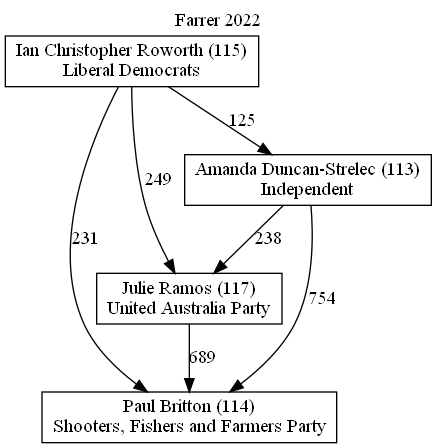 Farrer 2022
Ian Christopher Roworth (115)
Liberal Democrats
125
Amanda Duncan-Strelec (113)
Independent
249
231
238
Julie Ramos (117)
United Australia Party
754
689
Paul Britton (114)
Shooters, Fishers and Farmers Party